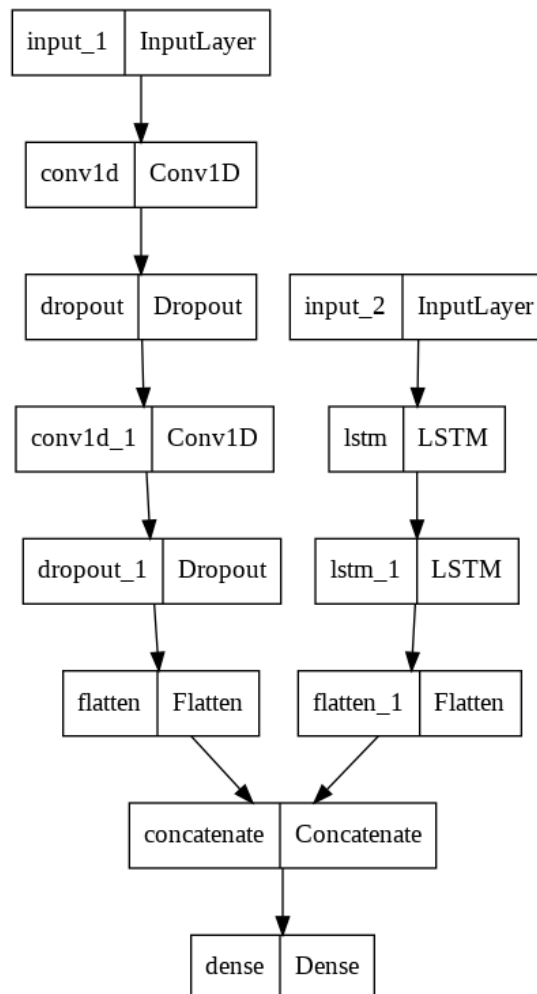 input_1 InputLayer
conv1d Conv1D
dropout Dropout
input_2 InputLayer
conv1d_1 Conv1D
lstm LSTM
dropout_1 Dropout
lstm_1 LSTM
flatten Flatten
flatten_1 Flatten
concatenate Concatenate
dense Dense